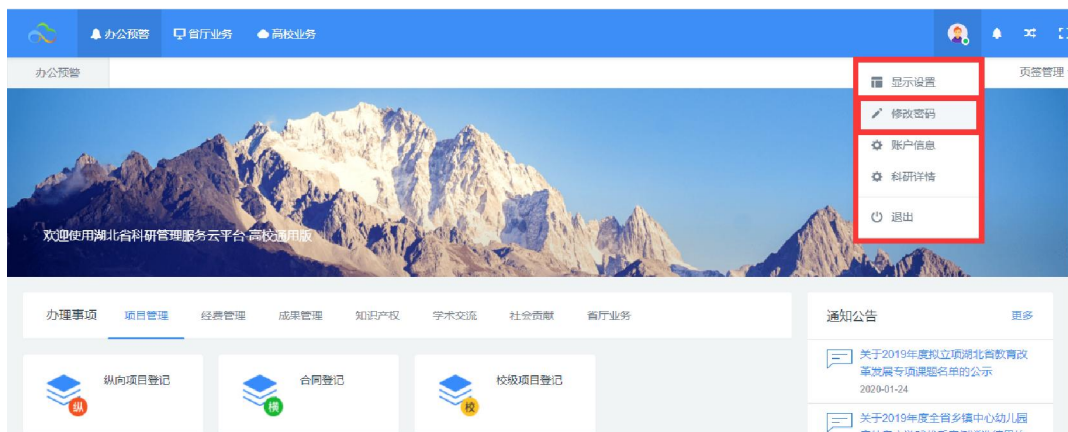 办公预警 省厅业务 高校业务
办公预警 页签管理
显示设置
修改密码
账户信息
科研详情
退出
欢迎使用湖北省科研管理服务云平台-高校通用版
办理事项 项目管理 经费管理 成果管理 知识产权 学术交流 社会贡献 省厅业务
纵向项目登记 纵
合同登记 横
校级项目登记 校
通知公告 更多
关于2019年度拟立项湖北省教育改
革发展专项课题名单的公示
2020-01-24
关于2019年度全省乡镇中心幼儿园